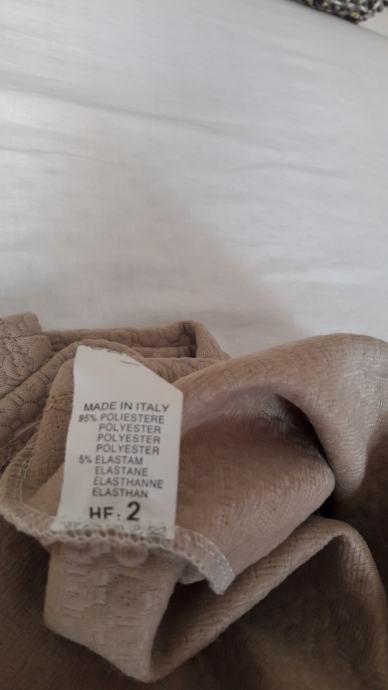 MADE IN ITALY
95% POLIESTERE
POLYESTER
POLYESTER
POLYESTER
5% ELASTAM
ELASTANE
ELASTHANNE
ELASTHAN
HF. 2